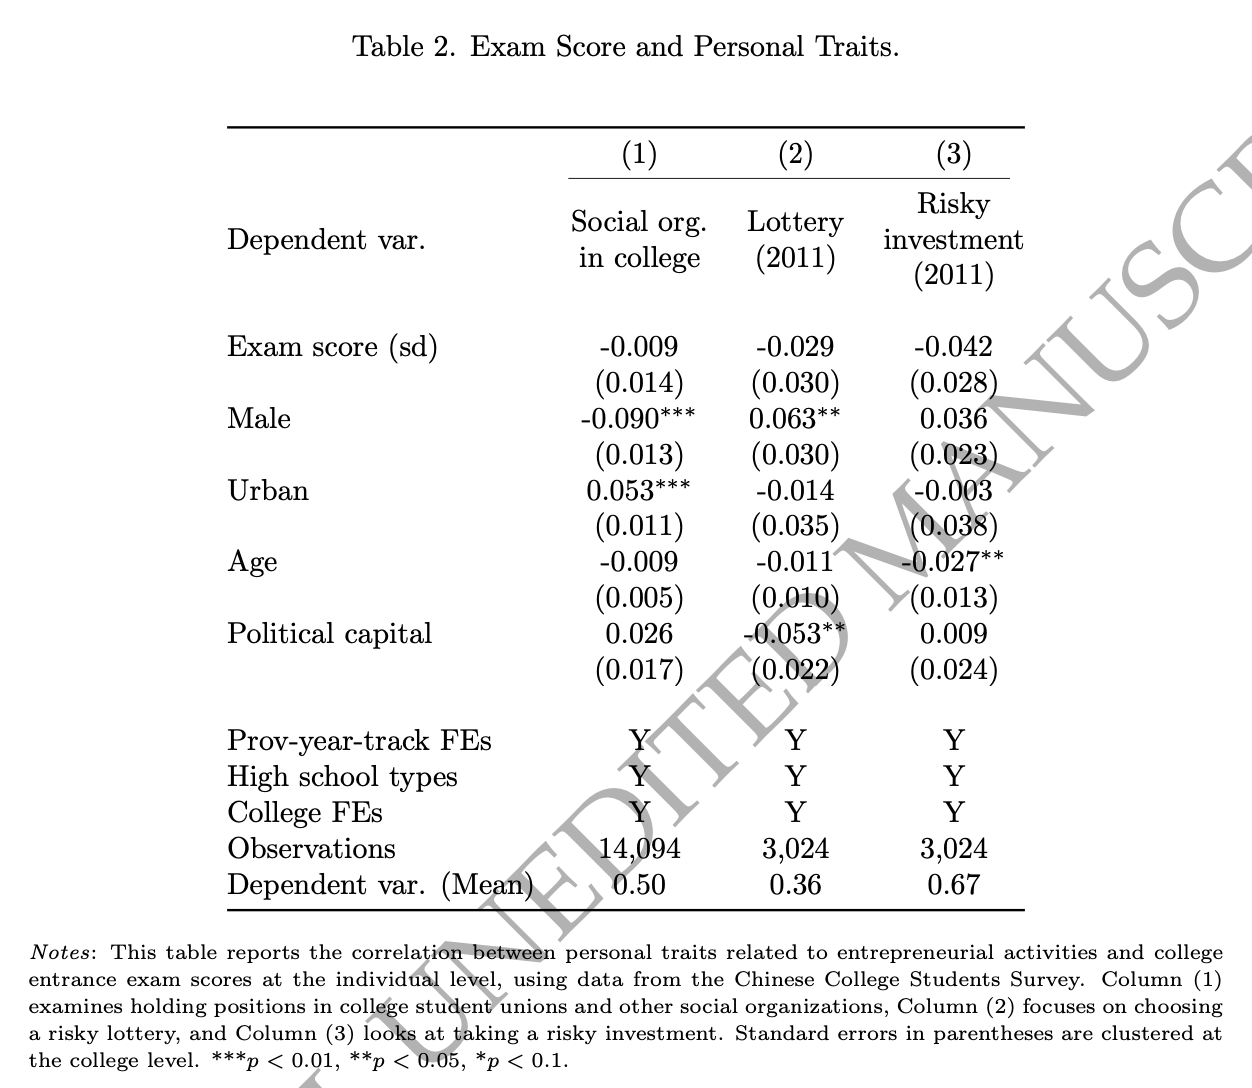 Table 2. Exam Score and Personal Traits.
(1) (2) (3)
Dependent var. Social org. in college Lottery (2011) Risky investment (2011)
Exam score (sd) -0.009 -0.029 -0.042
(0.014) (0.030) (0.028)
Male -0.090*** 0.063** 0.036
(0.013) (0.030) (0.023)
Urban 0.053*** -0.014 -0.003
(0.011) (0.035) (0.038)
Age -0.009 -0.011 -0.027**
(0.005) (0.010) (0.013)
Political capital 0.026 -0.053** 0.009
(0.017) (0.022) (0.024)
Prov-year-track FEs Y Y Y
High school types Y Y Y
College FEs Y Y Y
Observations 14,094 3,024 3,024
Dependent var. (Mean) 0.50 0.36 0.67
Notes: This table reports the correlation between personal traits related to entrepreneurial activities and college
entrance exam scores at the individual level, using data from the Chinese College Students Survey. Column (1)
examines holding positions in college student unions and other social organizations, Column (2) focuses on choosing
a risky lottery, and Column (3) looks at taking a risky investment. Standard errors in parentheses are clustered at
the college level. ***p < 0.01, **p < 0.05, *p < 0.1.
UNEDITED MANUSC